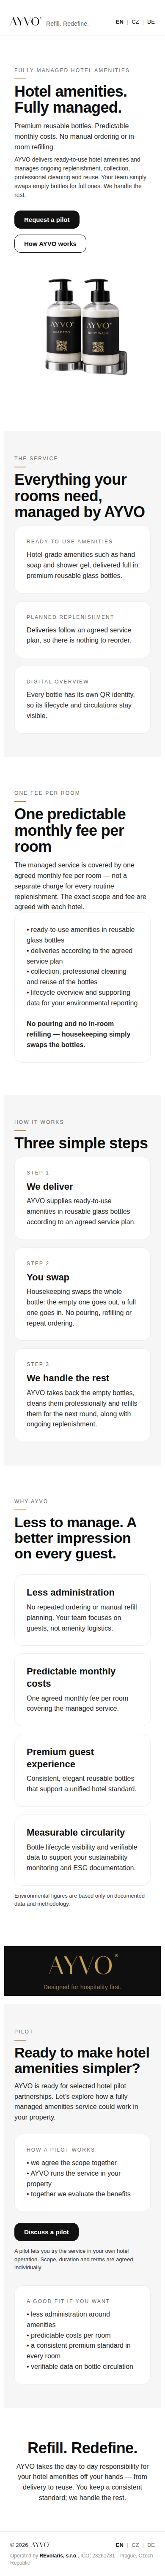 AYVO® Refill. Redefine.
EN | CZ | DE
FULLY MANAGED HOTEL AMENITIES
Hotel amenities.
Fully managed.
Premium reusable bottles. Predictable
monthly costs. No manual ordering or in-
room refilling.
AYVO delivers ready-to-use hotel amenities and
manages ongoing replenishment, collection,
professional cleaning and reuse. Your team simply
swaps empty bottles for full ones. We handle the
rest.
Request a pilot
How AYVO works
AYVO
AYVO
THE SERVICE
Everything your
rooms need,
managed by AYVO
READY-TO-USE AMENITIES
Hotel-grade amenities such as hand
soap and shower gel, delivered full in
premium reusable glass bottles.
PLANNED REPLENISHMENT
Deliveries follow an agreed service
plan, so there is nothing to reorder.
DIGITAL OVERVIEW
Every bottle has its own QR identity,
so its lifecycle and circulations stay
visible.
ONE FEE PER ROOM
One predictable
monthly fee per
room
The managed service is covered by one
agreed monthly fee per room — not a
separate charge for every routine
replenishment. The exact scope and fee are
agreed with each hotel.
• ready-to-use amenities in reusable
glass bottles
• deliveries according to the agreed
service plan
• collection, professional cleaning
and reuse of the bottles
• lifecycle overview and supporting
data for your environmental reporting
No pouring and no in-room
refilling — housekeeping simply
swaps the bottles.
HOW IT WORKS
Three simple steps
STEP 1
We deliver
AYVO supplies ready-to-use
amenities in reusable glass bottles
according to an agreed service plan.
STEP 2
You swap
Housekeeping swaps the whole
bottle: the empty one goes out, a full
one goes in. No pouring, refilling or
repeat ordering.
STEP 3
We handle the rest
AYVO takes back the empty bottles,
cleans them professionally and refills
them for the next round, along with
ongoing replenishment.
WHY AYVO
Less to manage. A
better impression
on every guest.
Less administration
No repeated ordering or manual refill
planning. Your team focuses on
guests, not amenity logistics.
Predictable monthly
costs
One agreed monthly fee per room
covering the managed service.
Premium guest
experience
Consistent, elegant reusable bottles
that support a unified hotel standard.
Measurable circularity
Bottle lifecycle visibility and verifiable
data to support your sustainability
monitoring and ESG documentation.
Environmental figures are based only on documented
data and methodology.
AYVO®
Designed for hospitality first.
PILOT
Ready to make hotel
amenities simpler?
AYVO is ready for selected hotel pilot
partnerships. Let's explore how a fully
managed amenities service could work in
your property.
HOW A PILOT WORKS
• we agree the scope together
• AYVO runs the service in your
property
• together we evaluate the benefits
Discuss a pilot
A pilot lets you try the service in your own hotel
operation. Scope, duration and terms are agreed
individually.
A GOOD FIT IF YOU WANT
• less administration around
amenities
• predictable costs per room
• a consistent premium standard in
every room
• verifiable data on bottle circulation
Refill. Redefine.
AYVO takes the day-to-day responsibility for
your hotel amenities off your hands — from
delivery to reuse. You keep a consistent
standard; we handle the rest.
© 2026 AYVO®
EN | CZ | DE
Operated by REvolaris, s.r.o., IČO: 23261781 · Prague, Czech
Republic